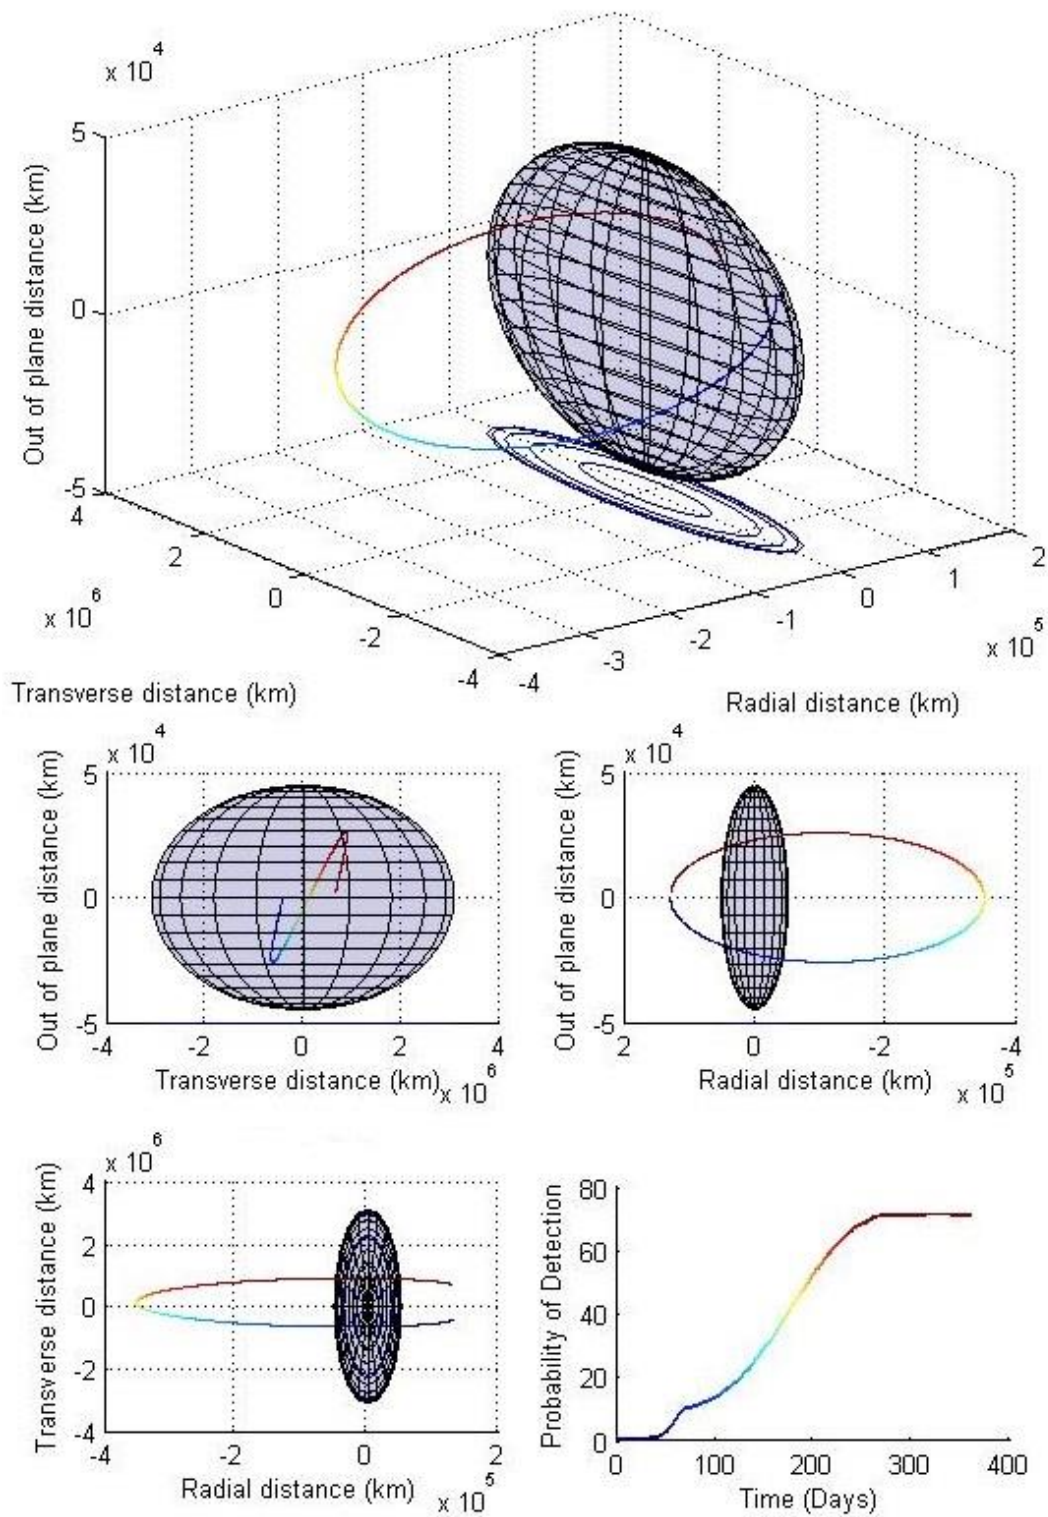 x 10 4
5
0
-5
Out of plane distance (km)
4
2
0
-2
-4
x 10 6
Transverse distance (km)
-4
-3
-2
-1
0
1
2
x 10 5
Radial distance (km)
x 10 4
5
0
-5
Out of plane distance (km)
-4
-2
0
2
4
Transverse distance (km)
x 10 6
x 10 4
5
0
-5
Out of plane distance (km)
2
0
-2
-4
Radial distance (km)
x 10 5
x 10 6
4
2
0
-2
-4
Transverse distance (km)
-4
-2
0
2
Radial distance (km)
x 10 5
80
60
40
20
0
Probability of Detection
0
100
200
300
400
Time (Days)